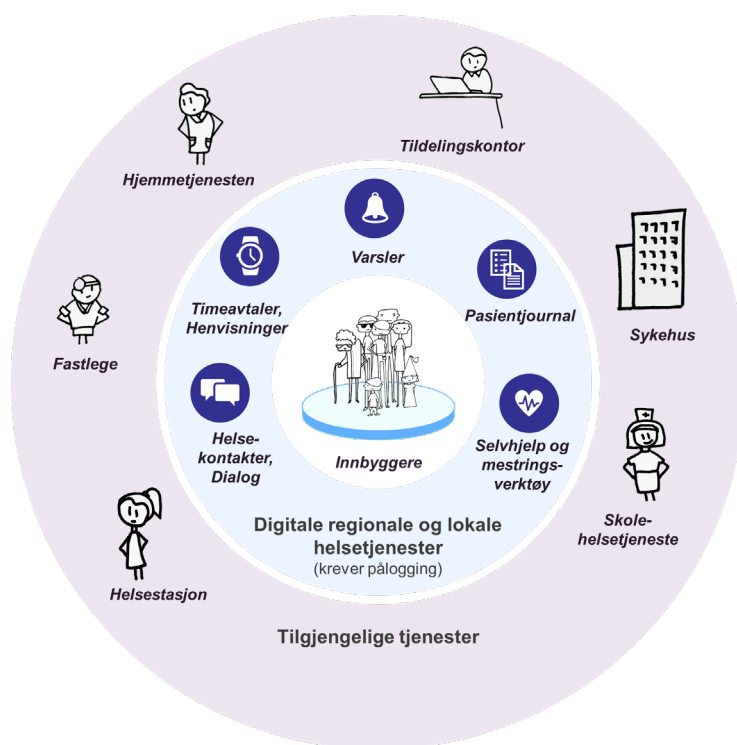 Tildelingskontor
Hjemmetjenesten
Varsler
Timeavtaler,
Henvisninger
Pasientjournal
Sykehus
Fastlege
Helse-
kontakter,
Dialog
Innbyggere
Selvhjelp og
mestrings-
verktøy
Skole-
helsetjeneste
Digitale regionale og lokale
helsetjenester
(krever pålogging)
Helsestasjon
Tilgjengelige tjenester